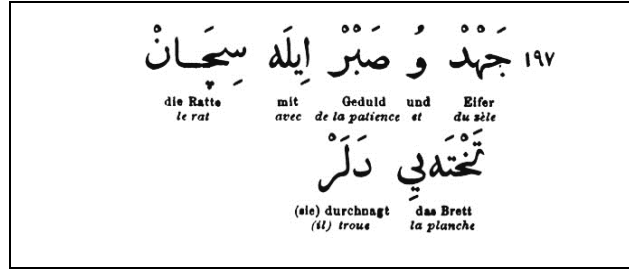 ١٩٧ جَهْدْ وُ صَبْرْ اِيلَه سِچَانْ
die Ratte mit Geduld und Eifer
le rat avec de la patience et du zèle
تَخْتَه‌يِي دَلَرْ
(sie) durchnagt das Brett
(il) troue la planche